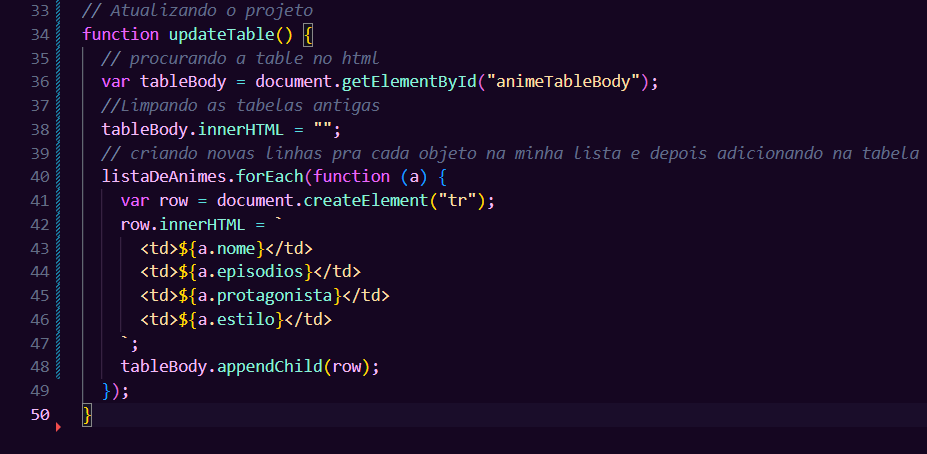 33 // Atualizando o projeto
34 function updateTable() {
35 // procurando a table no html
36 var tableBody = document.getElementById("animeTableBody");
37 //Limpando as tabelas antigas
38 tableBody.innerHTML = "";
39 // criando novas linhas pra cada objeto na minha lista e depois adicionando na tabela
40 listaDeAnimes.forEach(function (a) {
41 var row = document.createElement("tr");
42 row.innerHTML = `
43 <td>${a.nome}</td>
44 <td>${a.episodios}</td>
45 <td>${a.protagonista}</td>
46 <td>${a.estilo}</td>
47 `;
48 tableBody.appendChild(row);
49 });
50 }